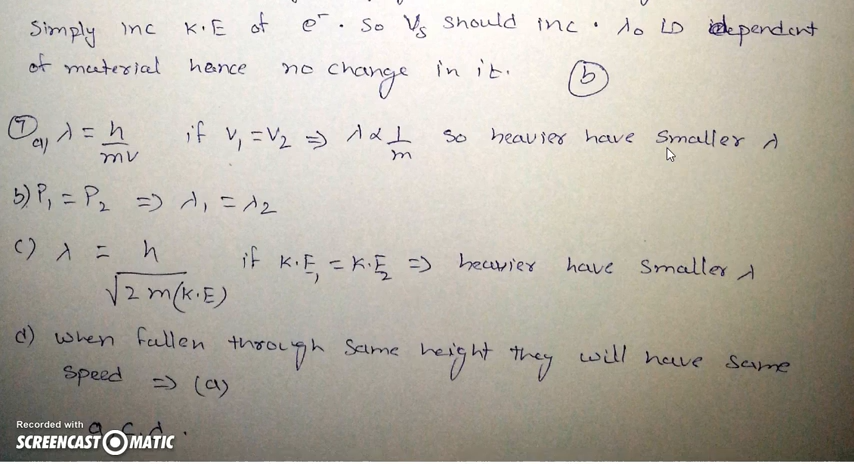 Simply inc K.E of e⁻. So Vs should inc. λo is dependent
of material hence no change in it. (b)
(7) a) λ = h/mv if V₁ = V₂ ⇒ λ ∝ 1/m so heavier have smaller λ
b) P₁ = P₂ ⇒ λ₁ = λ₂
c) λ = h/√2m(K.E) if K.E₁ = K.E₂ ⇒ heavier have smaller λ
d) when fallen through same height they will have same
speed ⇒ (a)
a, c, d.
Recorded with
SCREENCAST-O-MATIC